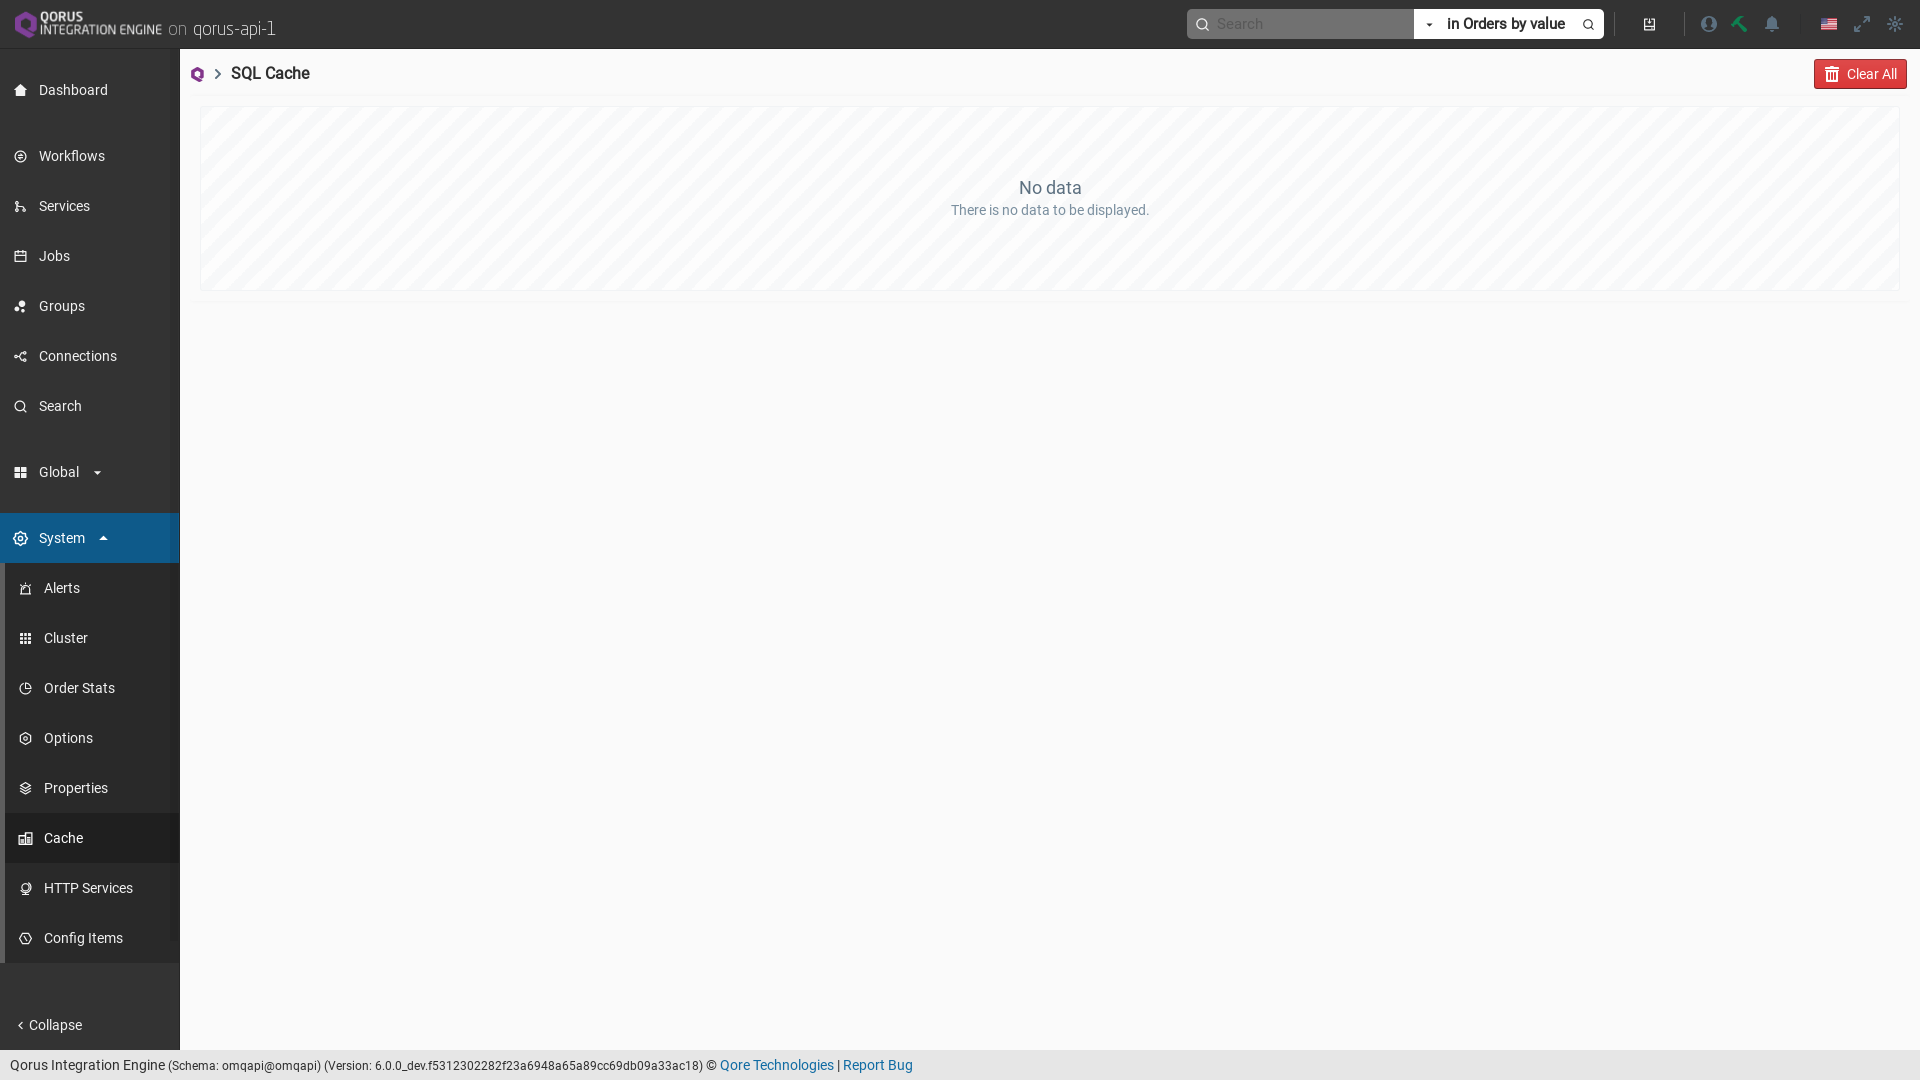 QORUS
INTEGRATION ENGINE on qorus-api-1
Search
in Orders by value
SQL Cache
Clear All
No data
There is no data to be displayed.
Dashboard
Workflows
Services
Jobs
Groups
Connections
Search
Global
System
Alerts
Cluster
Order Stats
Options
Properties
Cache
HTTP Services
Config Items
Collapse
Qorus Integration Engine (Schema: omqapi@omqapi) (Version: 6.0.0_dev.f5312302282f23a6948a65a89cc69db09a33ac18) © Qore Technologies | Report Bug